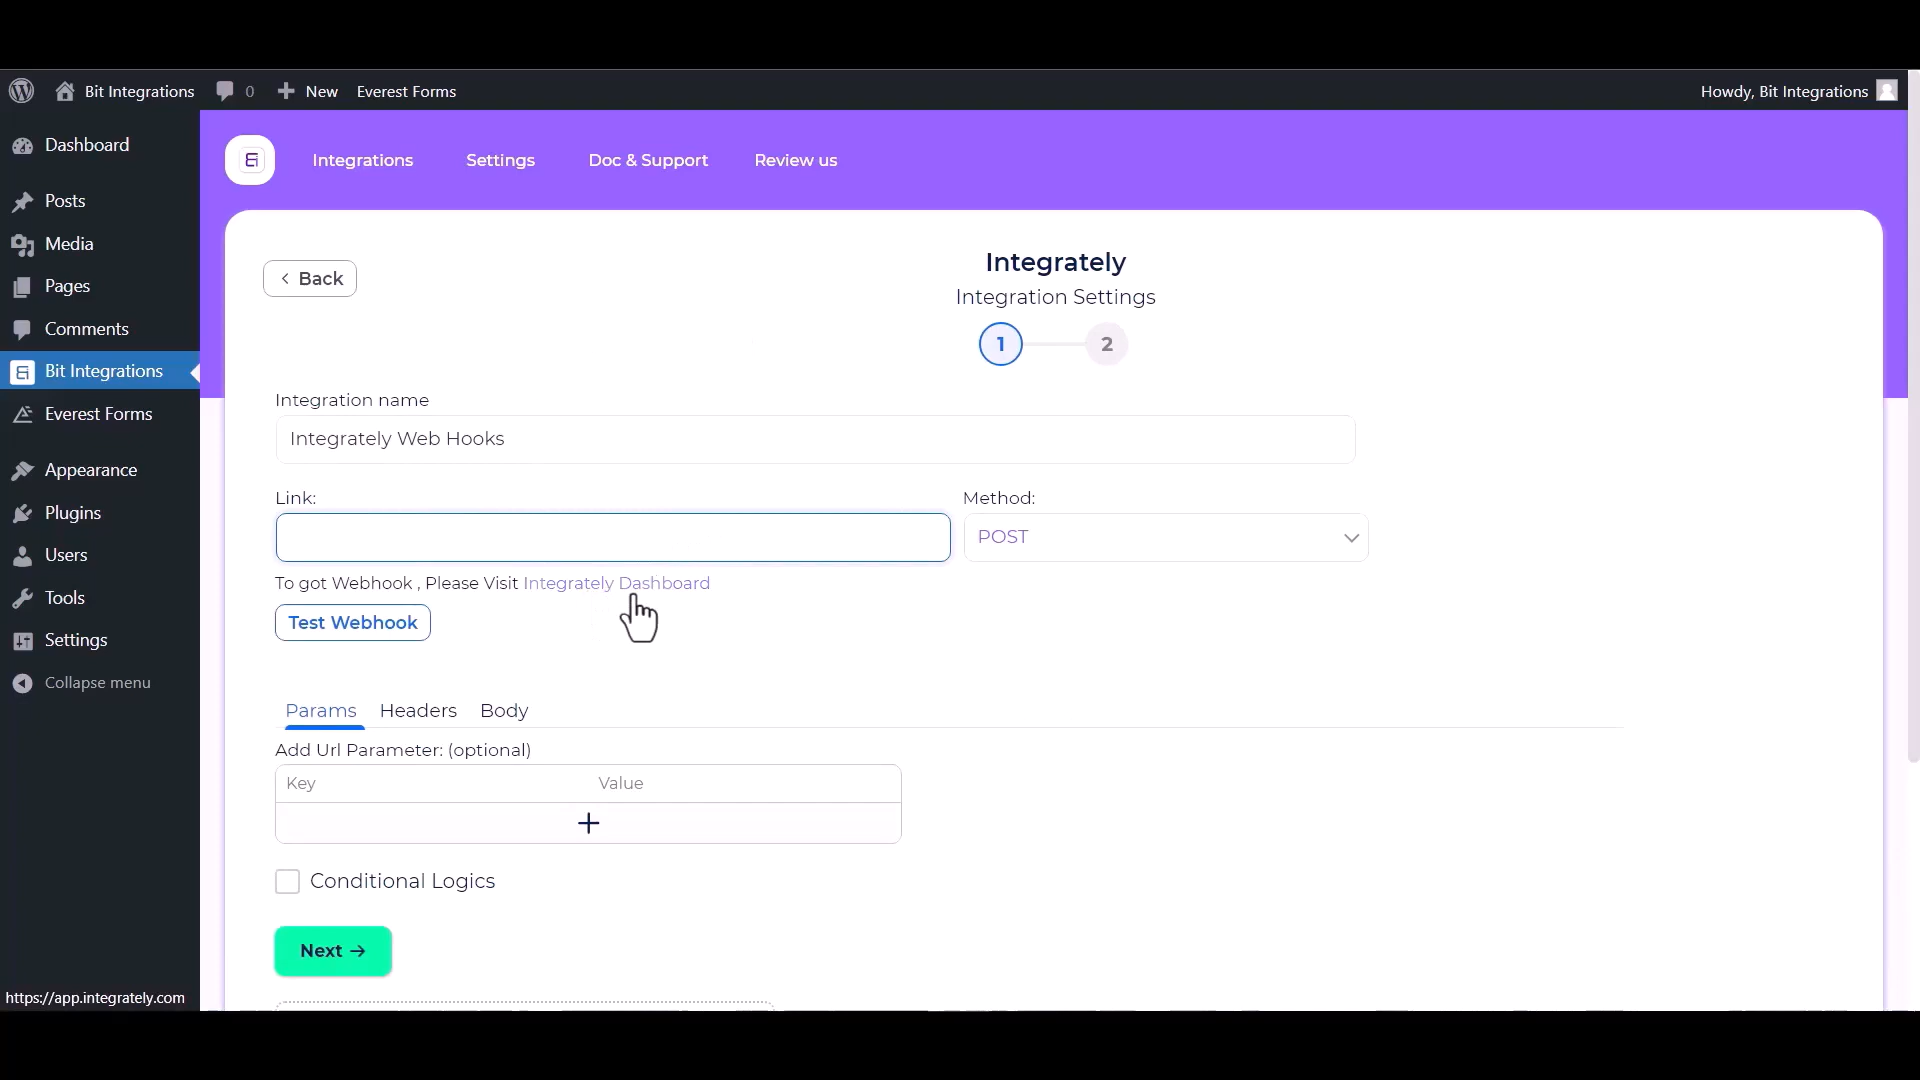 Bit Integrations
0
New
Everest Forms
Howdy, Bit Integrations
Dashboard
Posts
Media
Pages
Comments
Bit Integrations
Everest Forms
Appearance
Plugins
Users
Tools
Settings
Collapse menu
https://app.integrately.com
Integrations
Settings
Doc & Support
Review us
Back
Integrately
Integration Settings
1
2
Integration name
Integrately Web Hooks
Link:
Method:
POST
To got Webhook , Please Visit Integrately Dashboard
Test Webhook
Params
Headers
Body
Add Url Parameter: (optional)
Key
Value
Conditional Logics
Next →